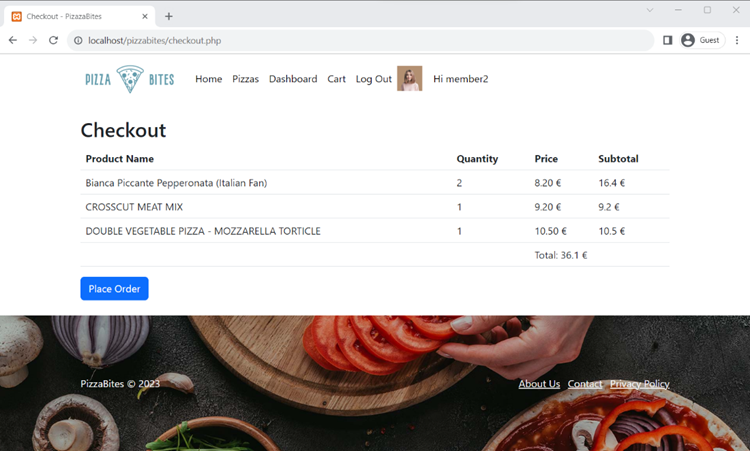 Checkout - PizazaBites
localhost/pizzabites/checkout.php
Guest
PIZZA BITES
Home Pizzas Dashboard Cart Log Out Hi member2
Checkout
Product Name Quantity Price Subtotal
Bianca Piccante Pepperonata (Italian Fan) 2 8.20 € 16.4 €
CROSSCUT MEAT MIX 1 9.20 € 9.2 €
DOUBLE VEGETABLE PIZZA - MOZZARELLA TORTICLE 1 10.50 € 10.5 €
Total: 36.1 €
Place Order
PizzaBites © 2023 About Us Contact Privacy Policy